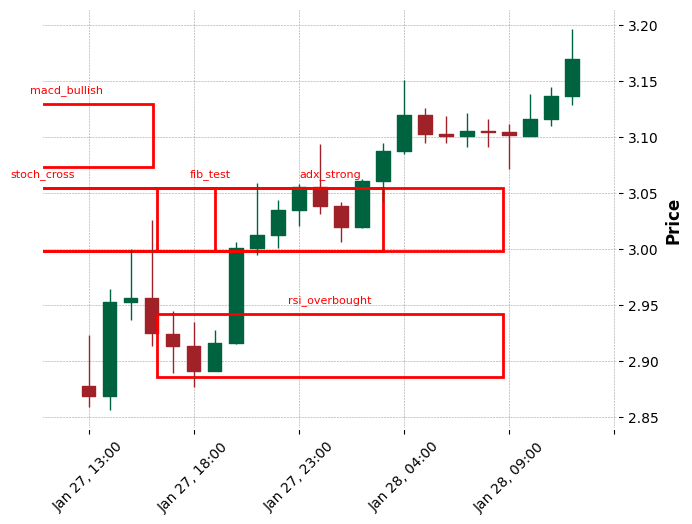 3.20
macd_bullish
3.15
3.10
stoch_cross
fib_test
adx_strong
3.05
3.00
rsi_overbought
2.95
2.90
2.85
Price
Jan 27, 13:00
Jan 27, 18:00
Jan 27, 23:00
Jan 28, 04:00
Jan 28, 09:00